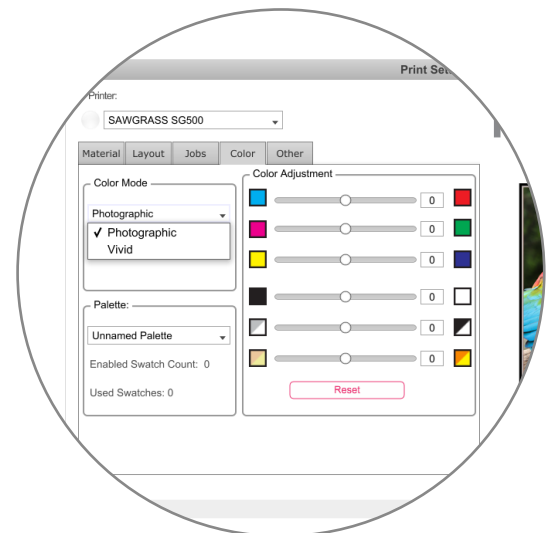 Print Set
Printer:
SAWGRASS SG500
Material Layout Jobs Color Other
Color Mode
Photographic
✓ Photographic
Vivid
Color Adjustment
0
0
0
0
0
0
Reset
Palette:
Unnamed Palette
Enabled Swatch Count: 0
Used Swatches: 0